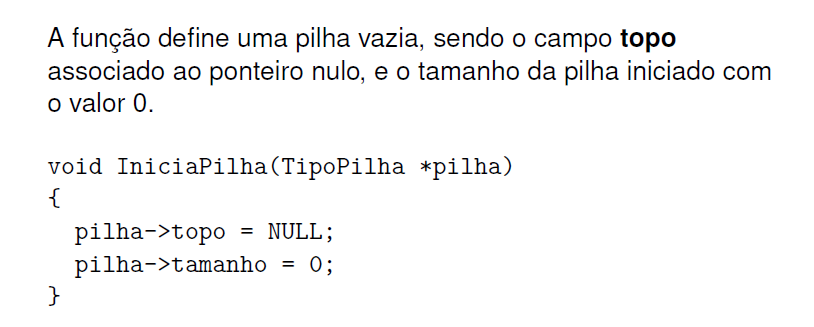 A função define uma pilha vazia, sendo o campo topo
associado ao ponteiro nulo, e o tamanho da pilha iniciado com
o valor 0.
void IniciaPilha(TipoPilha *pilha)
{
  pilha->topo = NULL;
  pilha->tamanho = 0;
}